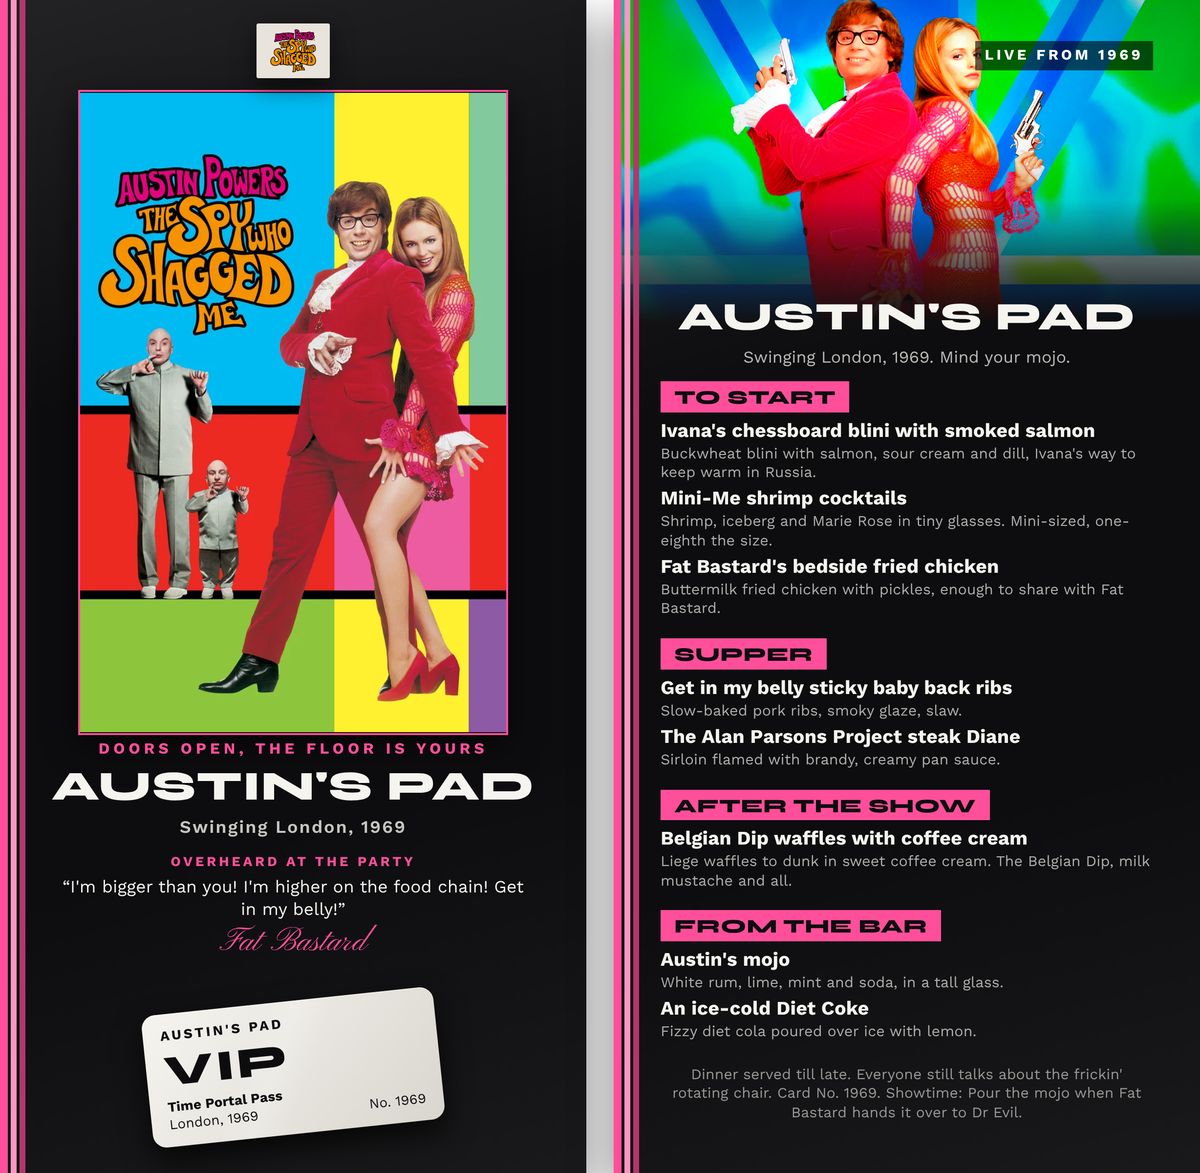 AUSTIN POWERS
THE SPY WHO
SHAGGED
ME
AUSTIN POWERS
THE SPY WHO
SHAGGED
ME
DOORS OPEN, THE FLOOR IS YOURS
AUSTIN'S PAD
Swinging London, 1969
OVERHEARD AT THE PARTY
“I'm bigger than you! I'm higher on the food chain! Get
in my belly!”
Fat Bastard
AUSTIN'S PAD
VIP
Time Portal Pass
London, 1969
No. 1969
LIVE FROM 1969
AUSTIN'S PAD
Swinging London, 1969. Mind your mojo.
TO START
Ivana's chessboard blini with smoked salmon
Buckwheat blini with salmon, sour cream and dill, Ivana's way to
keep warm in Russia.
Mini-Me shrimp cocktails
Shrimp, iceberg and Marie Rose in tiny glasses. Mini-sized, one-
eighth the size.
Fat Bastard's bedside fried chicken
Buttermilk fried chicken with pickles, enough to share with Fat
Bastard.
SUPPER
Get in my belly sticky baby back ribs
Slow-baked pork ribs, smoky glaze, slaw.
The Alan Parsons Project steak Diane
Sirloin flamed with brandy, creamy pan sauce.
AFTER THE SHOW
Belgian Dip waffles with coffee cream
Liege waffles to dunk in sweet coffee cream. The Belgian Dip, milk
mustache and all.
FROM THE BAR
Austin's mojo
White rum, lime, mint and soda, in a tall glass.
An ice-cold Diet Coke
Fizzy diet cola poured over ice with lemon.
Dinner served till late. Everyone still talks about the frickin'
rotating chair. Card No. 1969. Showtime: Pour the mojo when Fat
Bastard hands it over to Dr Evil.